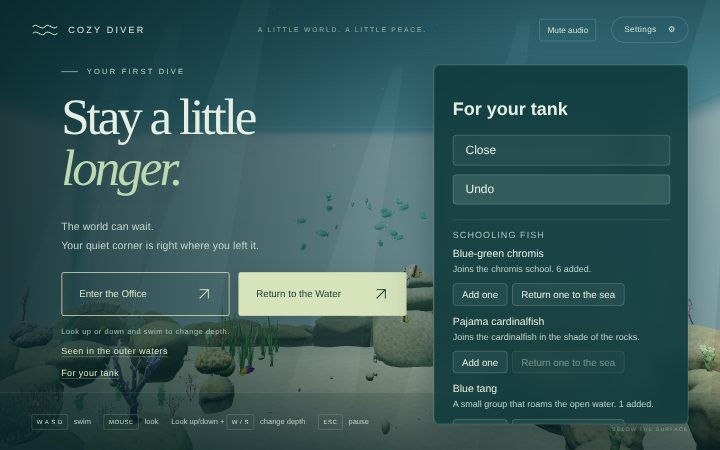 COZY DIVER
A LITTLE WORLD. A LITTLE PEACE.
Mute audio
Settings
YOUR FIRST DIVE
Stay a little
longer.
The world can wait.
Your quiet corner is right where you left it.
Enter the Office
Return to the Water
Look up or down and swim to change depth.
Seen in the outer waters
For your tank
W A S D swim MOUSE look Look up/down + W / S change depth ESC pause
For your tank
Close
Undo
SCHOOLING FISH
Blue-green chromis
Joins the chromis school. 6 added.
Add one Return one to the sea
Pajama cardinalfish
Joins the cardinalfish in the shade of the rocks.
Add one Return one to the sea
Blue tang
A small group that roams the open water. 1 added.
BELOW THE SURFACE